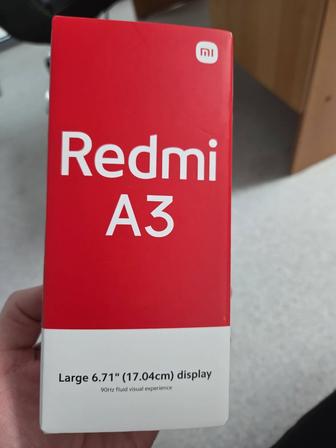 mi
Redmi
A3
Large 6.71" (17.04cm) display
90Hz fluid visual experience